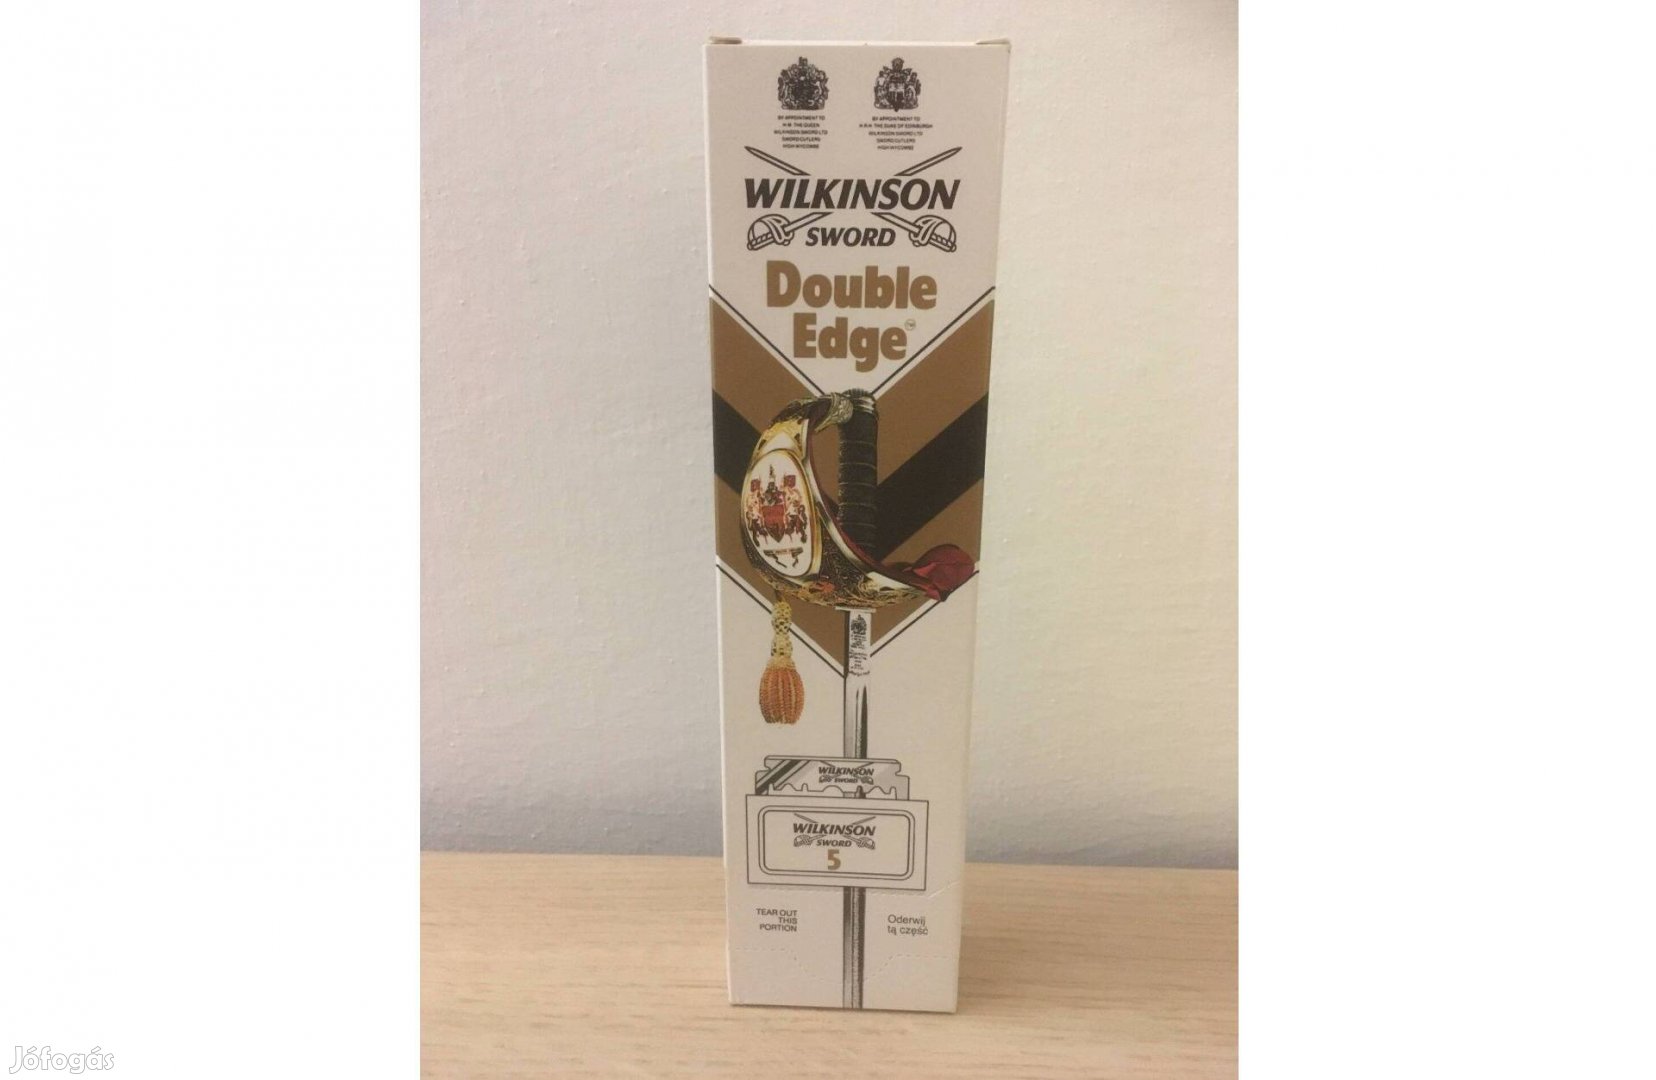 BY APPOINTMENT TO
H.M. THE QUEEN
WILKINSON SWORD LTD
SWORD CUTLERS
HIGH WYCOMBE
BY APPOINTMENT TO
H.R.H. THE DUKE OF EDINBURGH
WILKINSON SWORD LTD
SWORD CUTLERS
HIGH WYCOMBE
WILKINSON
SWORD
Double
Edge
WILKINSON
SWORD
WILKINSON
SWORD
5
TEAR OUT
THIS
PORTION
Oderwij
tą część
Jófogás